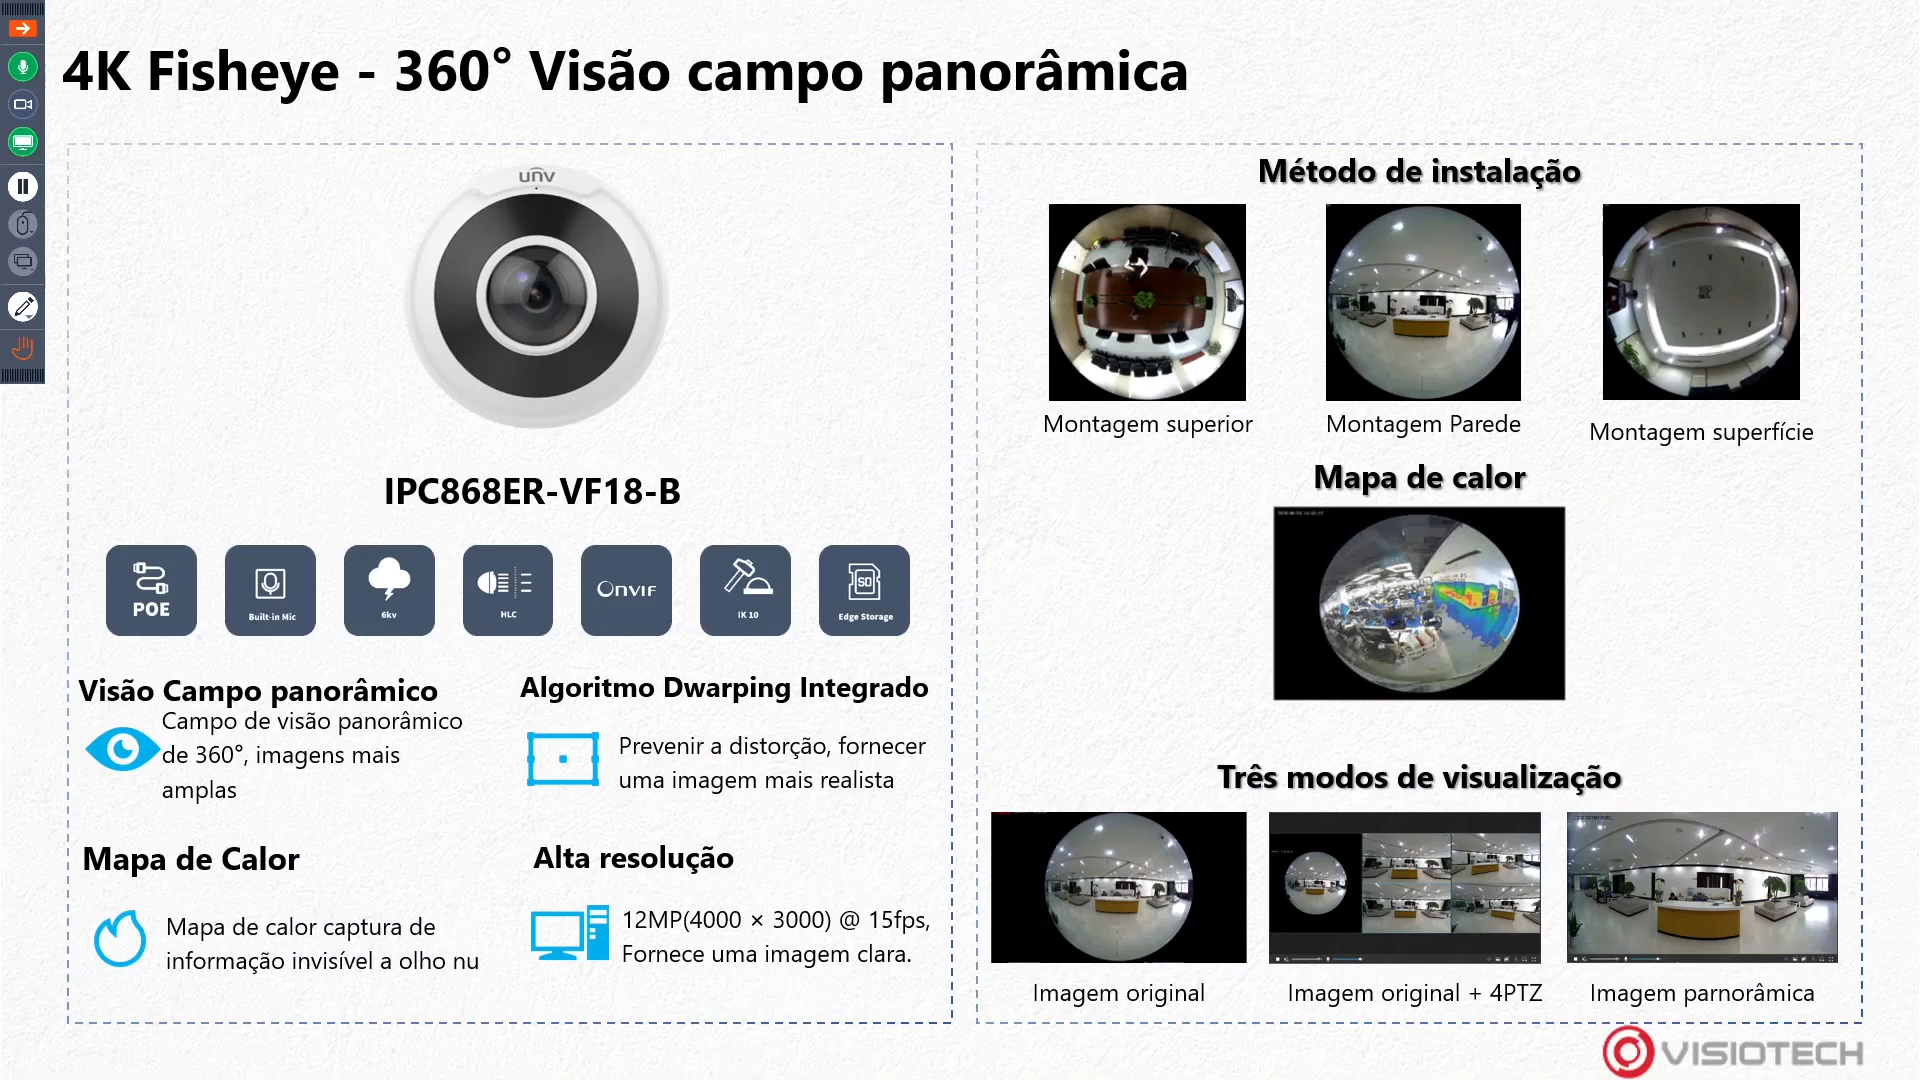 4K Fisheye - 360° Visão campo panorâmica
unv
IPC868ER-VF18-B
POE
Built-in Mic
6kv
HLC
ONVIF
IK 10
SD
Edge Storage
Visão Campo panorâmico
Campo de visão panorâmico
de 360°, imagens mais
amplas
Algoritmo Dwarping Integrado
Prevenir a distorção, fornecer
uma imagem mais realista
Mapa de Calor
Mapa de calor captura de
informação invisível a olho nu
Alta resolução
12MP(4000 × 3000) @ 15fps,
Fornece uma imagem clara.
Método de instalação
Montagem superior
Montagem Parede
Montagem superfície
Mapa de calor
Três modos de visualização
Imagem original
Imagem original + 4PTZ
Imagem parnorâmica
VISIOTECH